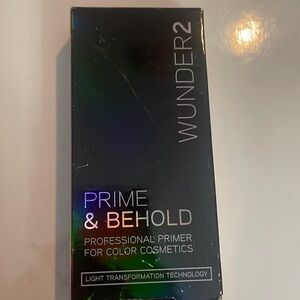 WUNDER2
PRIME
& BEHOLD
PROFESSIONAL PRIMER
FOR COLOR COSMETICS
LIGHT TRANSFORMATION TECHNOLOGY